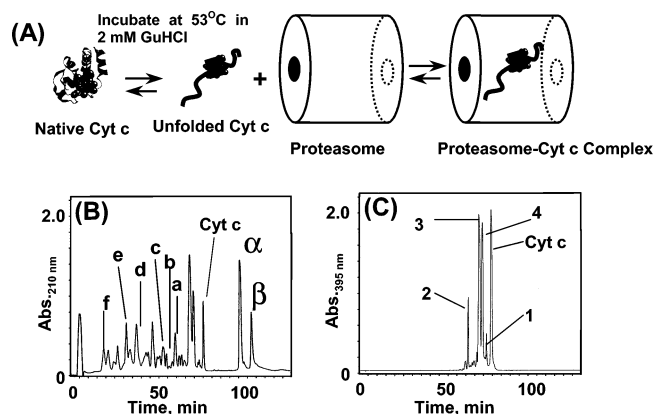 (A)
Incubate at 53°C in
2 mM GuHCl
+
Native Cyt c
Unfolded Cyt c
Proteasome
Proteasome-Cyt c Complex
(B)
2.0
Abs.210 nm
0
f
e
d
c
b
a
Cyt c
α
β
0 50 100
Time, min
(C)
2.0
Abs.395 nm
0
2
3
4
Cyt c
1
0 50 100
Time, min